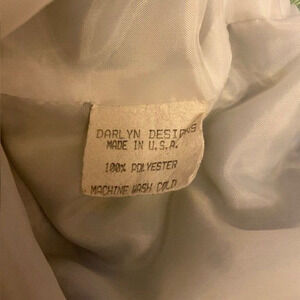 DARLYN DESIGNS
MADE IN U.S.A.
100% POLYESTER
MACHINE WASH COLD